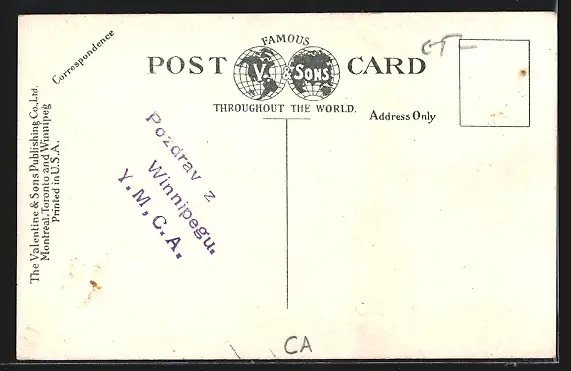 FAMOUS
POST CARD
V. & SONS
THROUGHOUT THE WORLD.
Correspondence
Address Only
The Valentine & Sons Publishing Co., Ltd.
Montreal, Toronto and Winnipeg
Printed in U.S.A.
Pozdrav z
Winnipegu.
Y.M.C.A.
CA